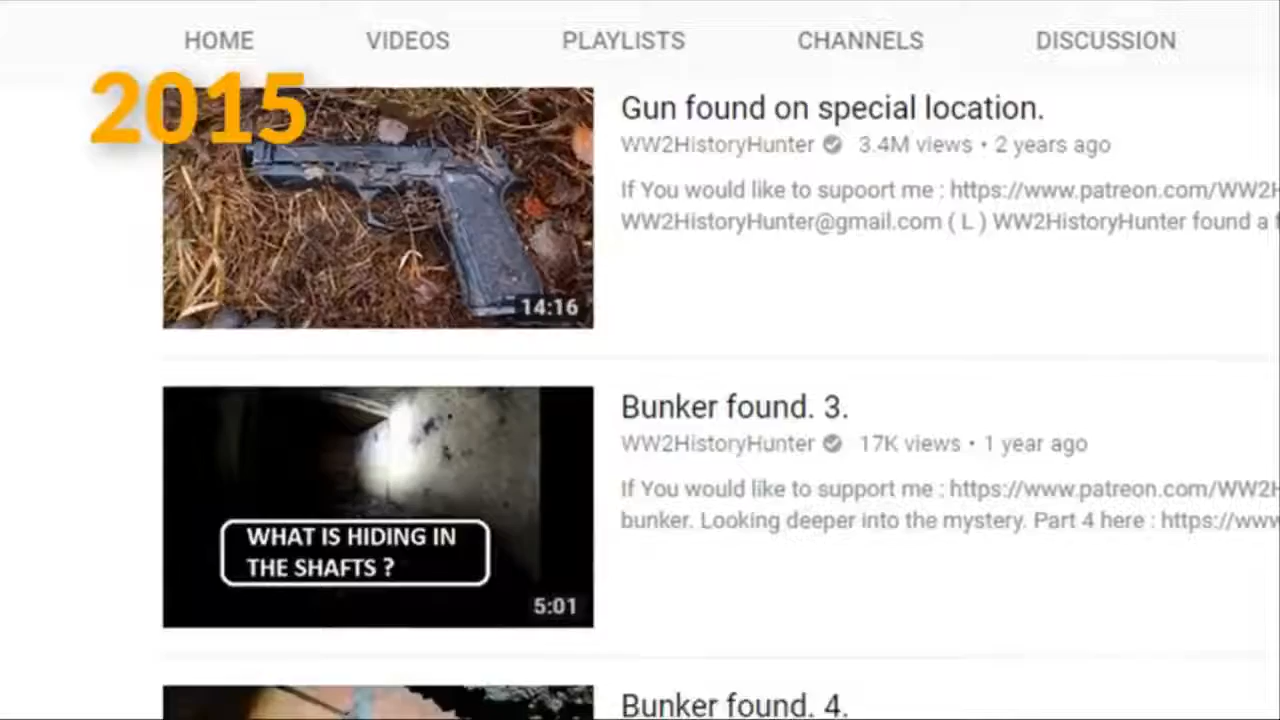 HOME VIDEOS PLAYLISTS CHANNELS DISCUSSION
2015
14:16
Gun found on special location.
WW2HistoryHunter 3.4M views • 2 years ago
If You would like to supoort me : https://www.patreon.com/WW2H
WW2HistoryHunter@gmail.com ( L ) WW2HistoryHunter found a
WHAT IS HIDING IN
THE SHAFTS ?
5:01
Bunker found. 3.
WW2HistoryHunter 17K views • 1 year ago
If You would like to support me : https://www.patreon.com/WW2H
bunker. Looking deeper into the mystery. Part 4 here : https://www
Bunker found. 4.